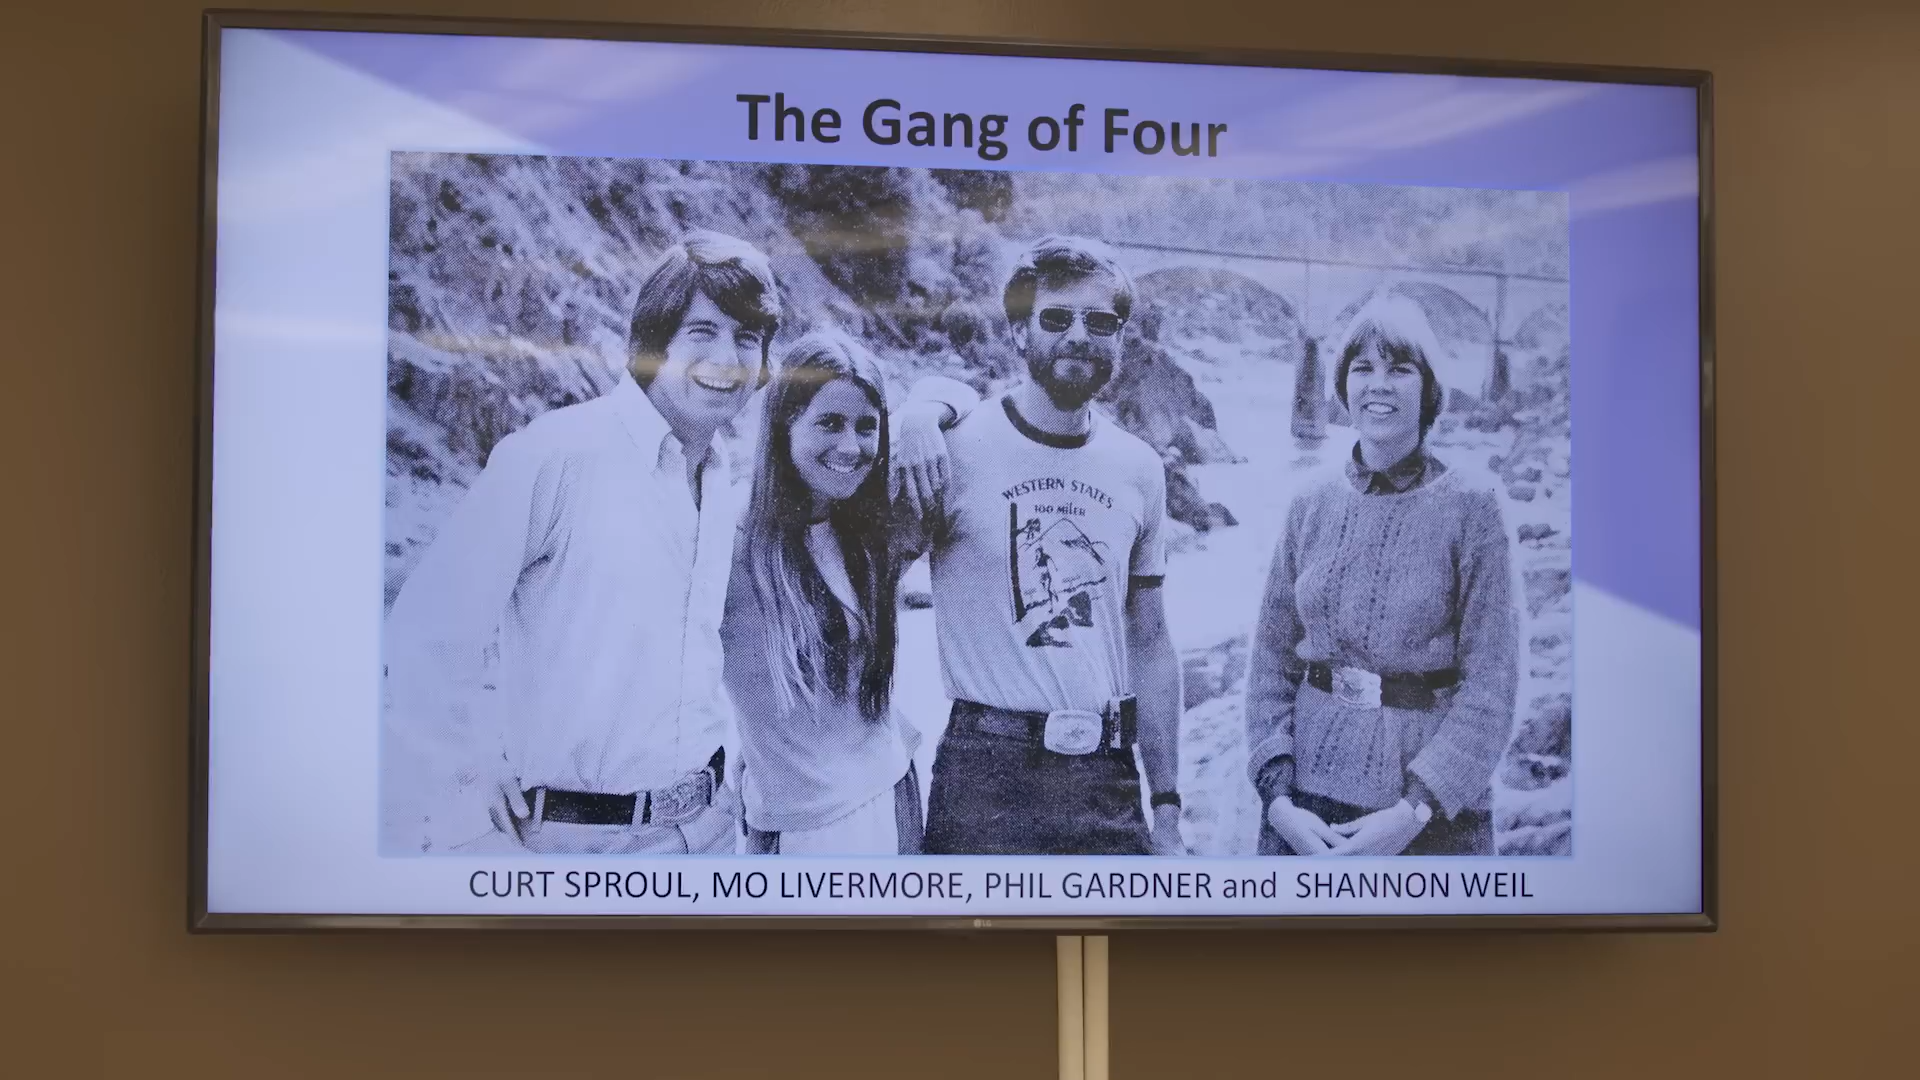 The Gang of Four
WESTERN STATES
100 MILER
CURT SPROUL, MO LIVERMORE, PHIL GARDNER and SHANNON WEIL
LG